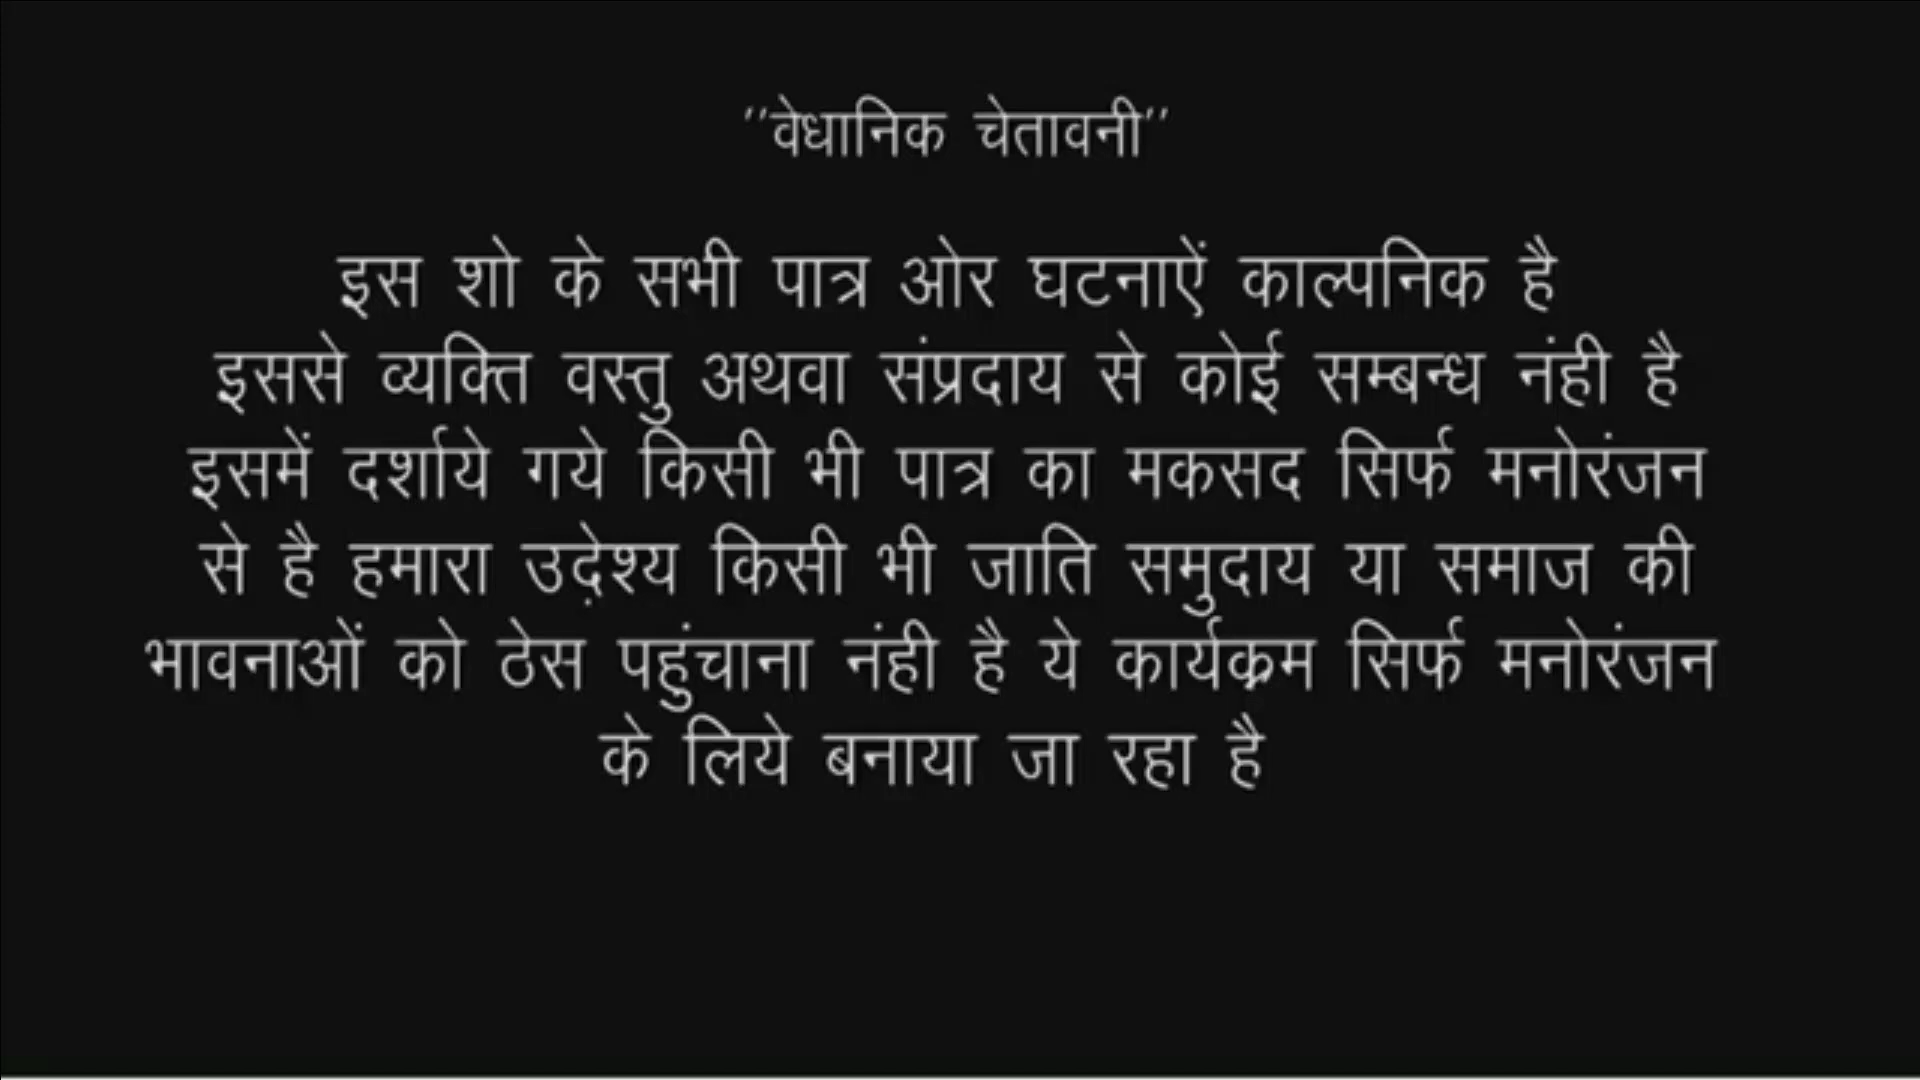 "वेधानिक चेतावनी"
इस शो के सभी पात्र ओर घटनाऐं काल्पनिक है
इससे व्यक्ति वस्तु अथवा संप्रदाय से कोई सम्बन्ध नंही है
इसमें दर्शाये गये किसी भी पात्र का मकसद सिर्फ मनोरंजन
से है हमारा उद़ेश्य किसी भी जाति समुदाय या समाज की
भावनाओं को ठेस पहुंचाना नंही है ये कार्यक्रम सिर्फ मनोरंजन
के लिये बनाया जा रहा है